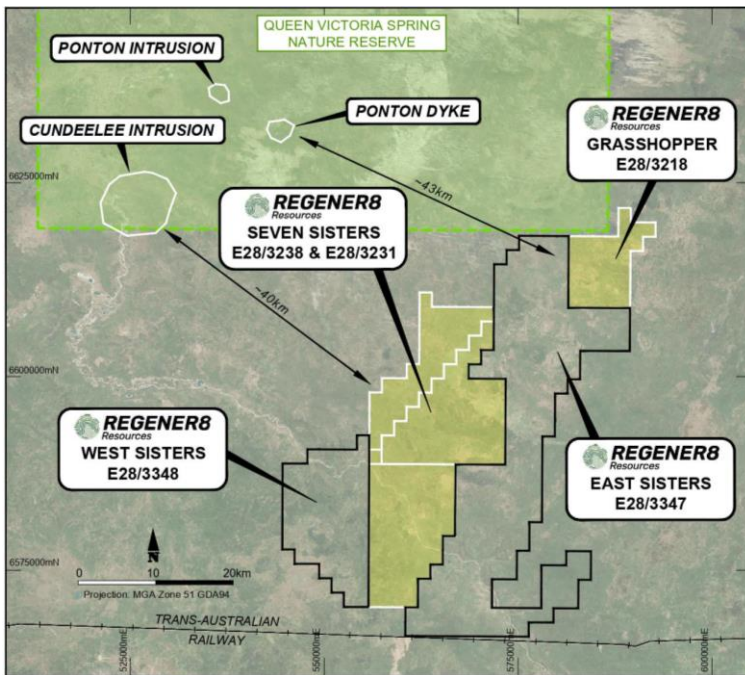 QUEEN VICTORIA SPRING
NATURE RESERVE
PONTON INTRUSION
PONTON DYKE
CUNDEELEE INTRUSION
REGENER8
Resources
GRASSHOPPER
E28/3218
6625000mN
~43km
REGENER8
Resources
SEVEN SISTERS
E28/3238 & E28/3231
~40km
6600000mN
REGENER8
Resources
WEST SISTERS
E28/3348
REGENER8
Resources
EAST SISTERS
E28/3347
N
6575000mN
0 10 20km
Projection: MGA Zone 51 GDA94
TRANS-AUSTRALIAN
RAILWAY
525000mE
550000mE
575000mE
600000mE